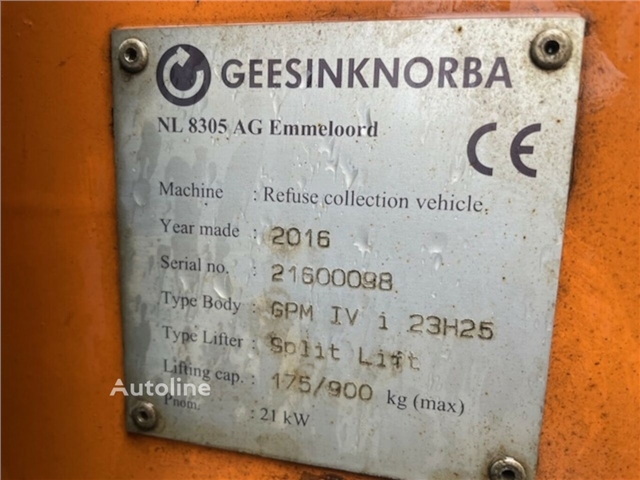 GEESINKNORBA
NL 8305 AG Emmeloord
CE
Machine : Refuse collection vehicle.
Year made : 2016
Serial no. : 21600098
Type Body : GPM IV i 23H25
Type Lifter : Split Lift
Lifting cap. : 175/900 kg (max)
Pnom. : 21 kW
Autoline